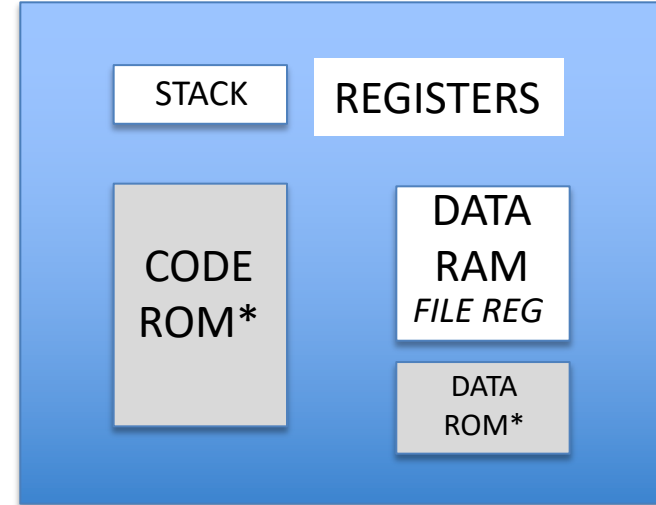 STACK
REGISTERS
CODE
ROM*
DATA
RAM
FILE REG
DATA
ROM*